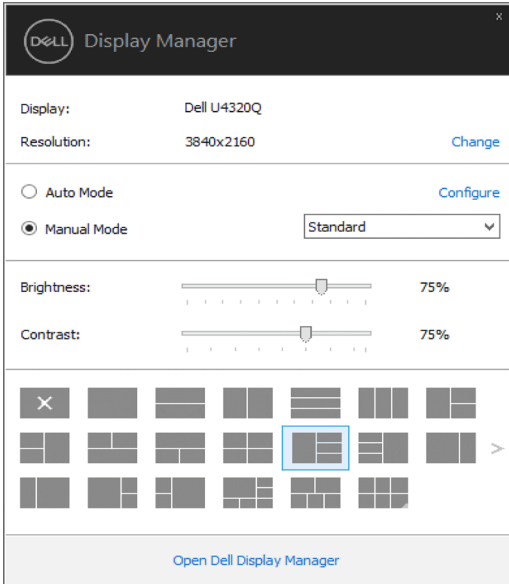 x
DELL Display Manager
Display: Dell U4320Q
Resolution: 3840x2160 Change
Auto Mode Configure
Manual Mode Standard
Brightness: 75%
Contrast: 75%
Open Dell Display Manager